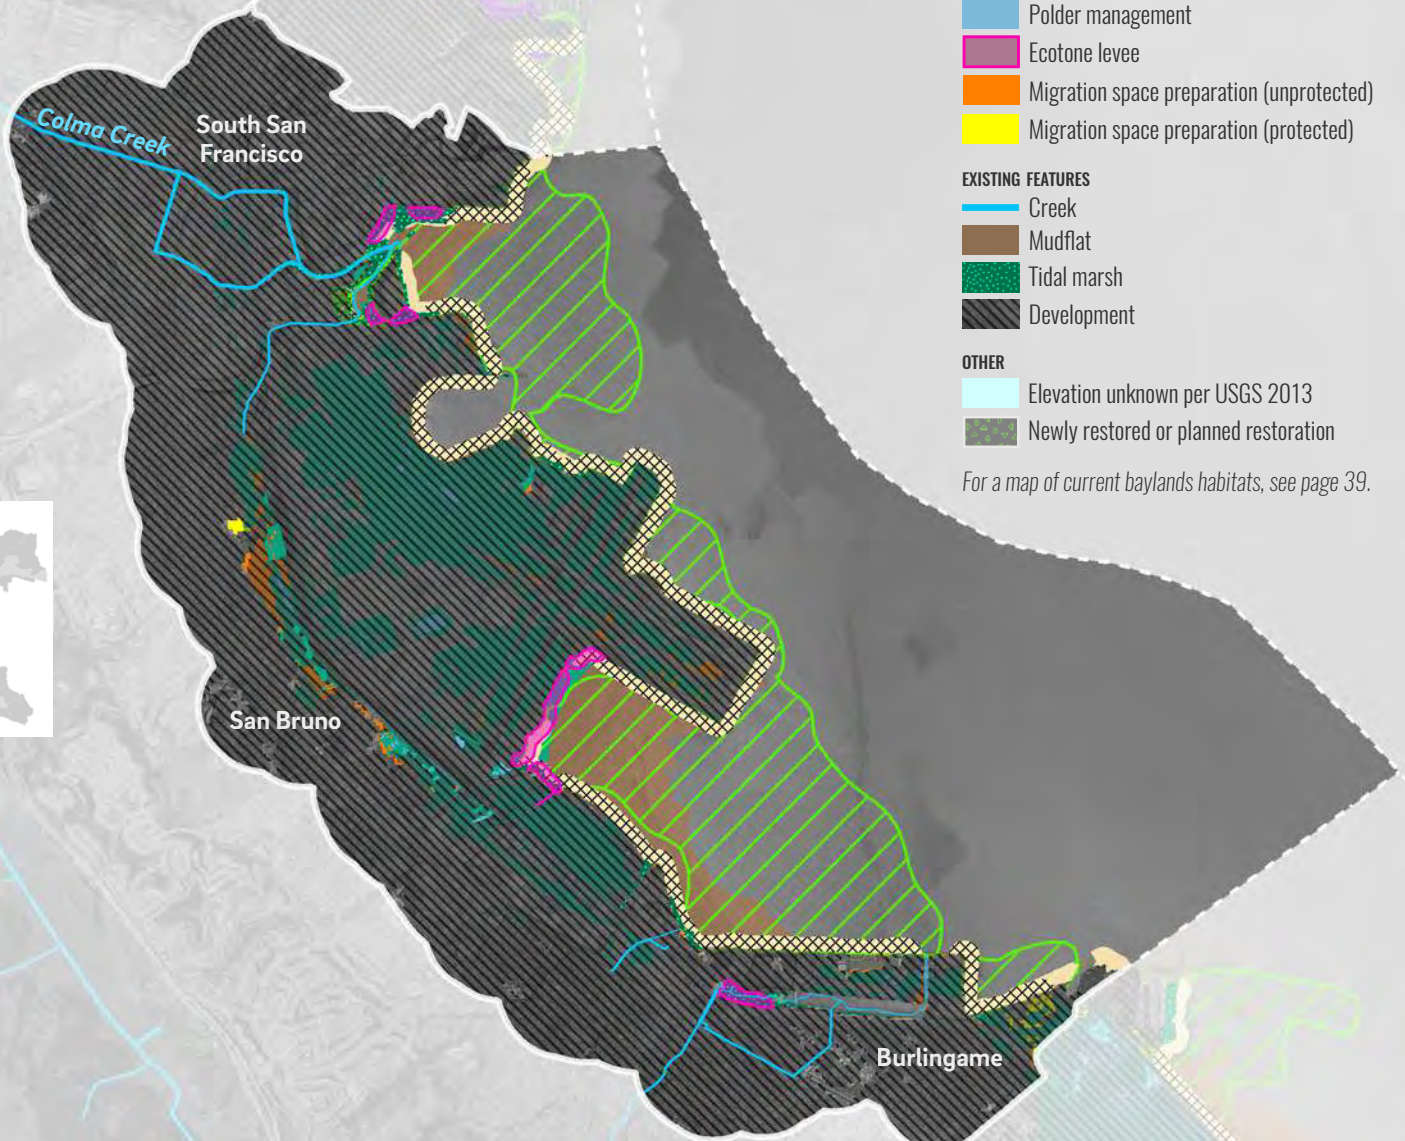 Polder management
Ecotone levee
Migration space preparation (unprotected)
Migration space preparation (protected)
EXISTING FEATURES
Creek
Mudflat
Tidal marsh
Development
OTHER
Elevation unknown per USGS 2013
Newly restored or planned restoration
For a map of current baylands habitats, see page 39.
Colma Creek
South San
Francisco
San Bruno
Burlingame